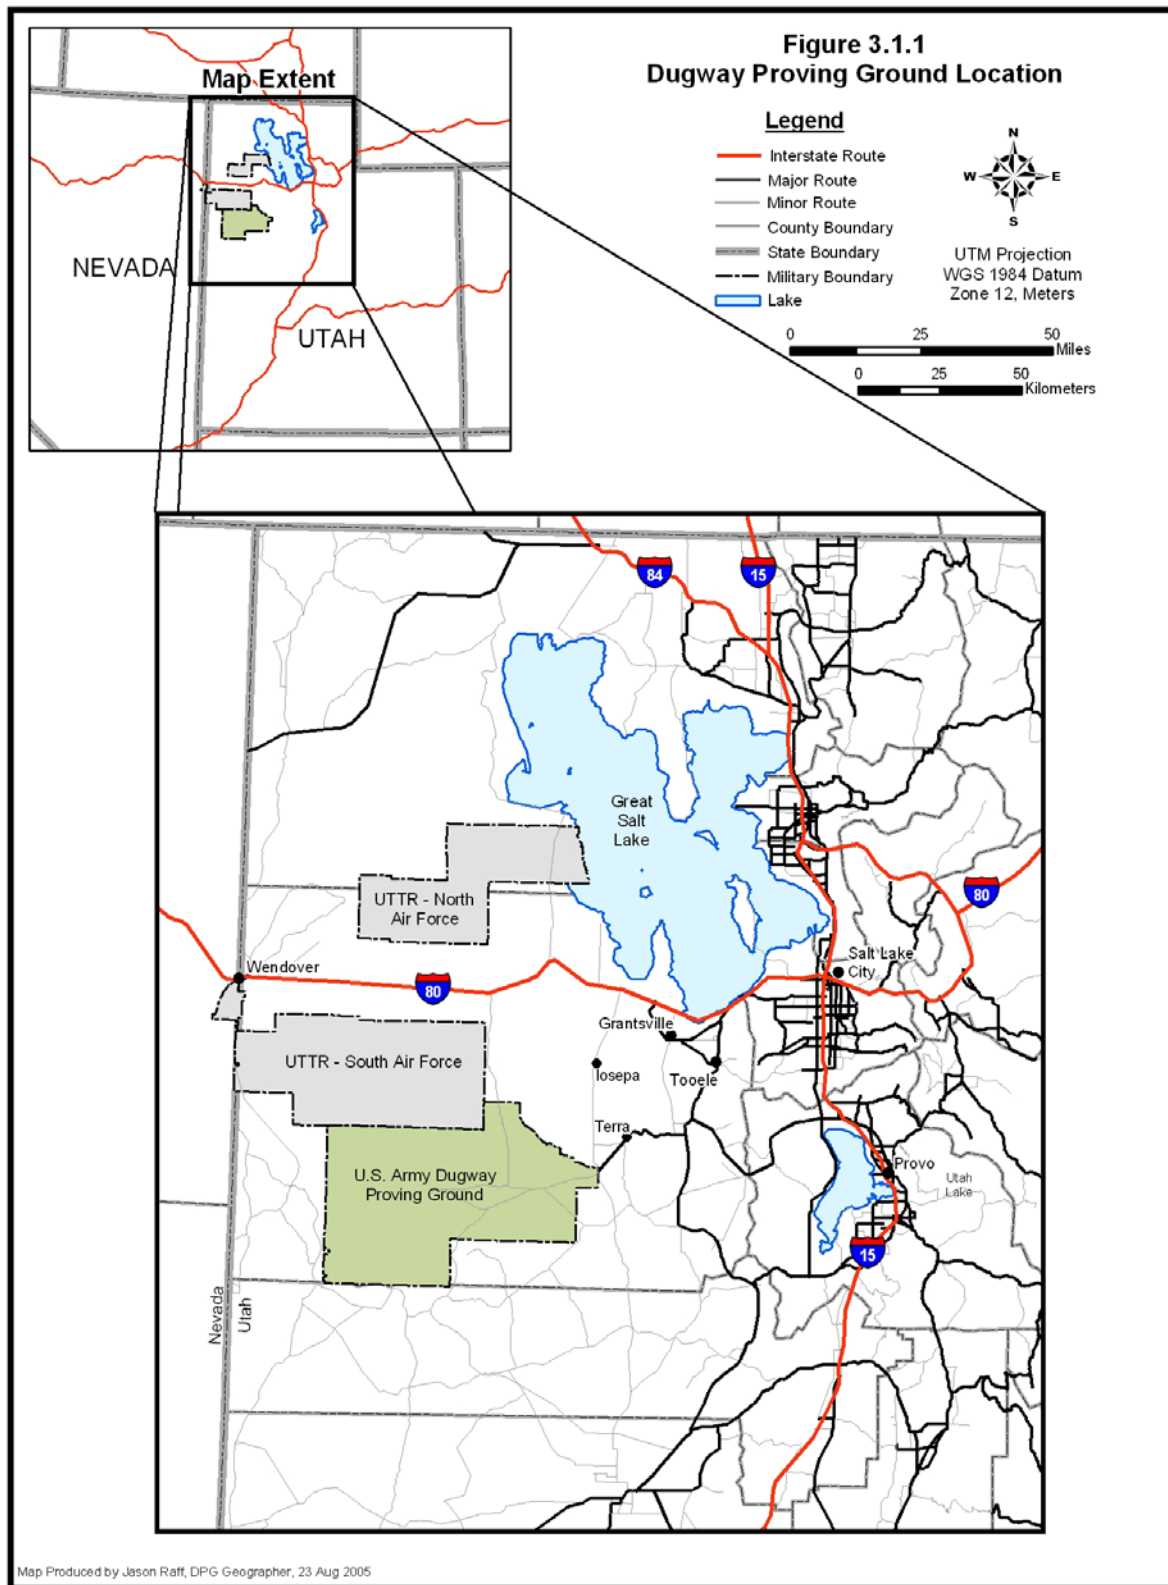 Figure 3.1.1
Dugway Proving Ground Location
Map Extent
NEVADA
UTAH
Legend
Interstate Route
Major Route
Minor Route
County Boundary
State Boundary
Military Boundary
Lake
N
W
E
S
UTM Projection
WGS 1984 Datum
Zone 12, Meters
0 25 50
Miles
0 25 50
Kilometers
84
15
Great
Salt
Lake
UTTR - North
Air Force
80
Wendover
80
Salt Lake
City
Grantsville
UTTR - South Air Force
Iosepa
Tooele
Terra
U.S. Army Dugway
Proving Ground
Provo
Utah
Lake
15
Nevada
Utah
Map Produced by Jason Raff, DPG Geographer, 23 Aug 2005